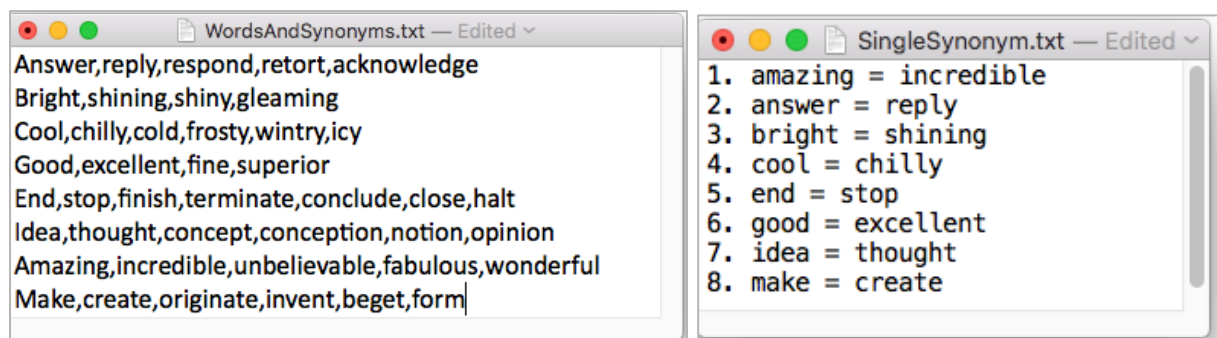 WordsAndSynonyms.txt — Edited
Answer,reply,respond,retort,acknowledge
Bright,shining,shiny,gleaming
Cool,chilly,cold,frosty,wintry,icy
Good,excellent,fine,superior
End,stop,finish,terminate,conclude,close,halt
Idea,thought,concept,conception,notion,opinion
Amazing,incredible,unbelievable,fabulous,wonderful
Make,create,originate,invent,beget,form
SingleSynonym.txt — Edited
1. amazing = incredible
2. answer = reply
3. bright = shining
4. cool = chilly
5. end = stop
6. good = excellent
7. idea = thought
8. make = create